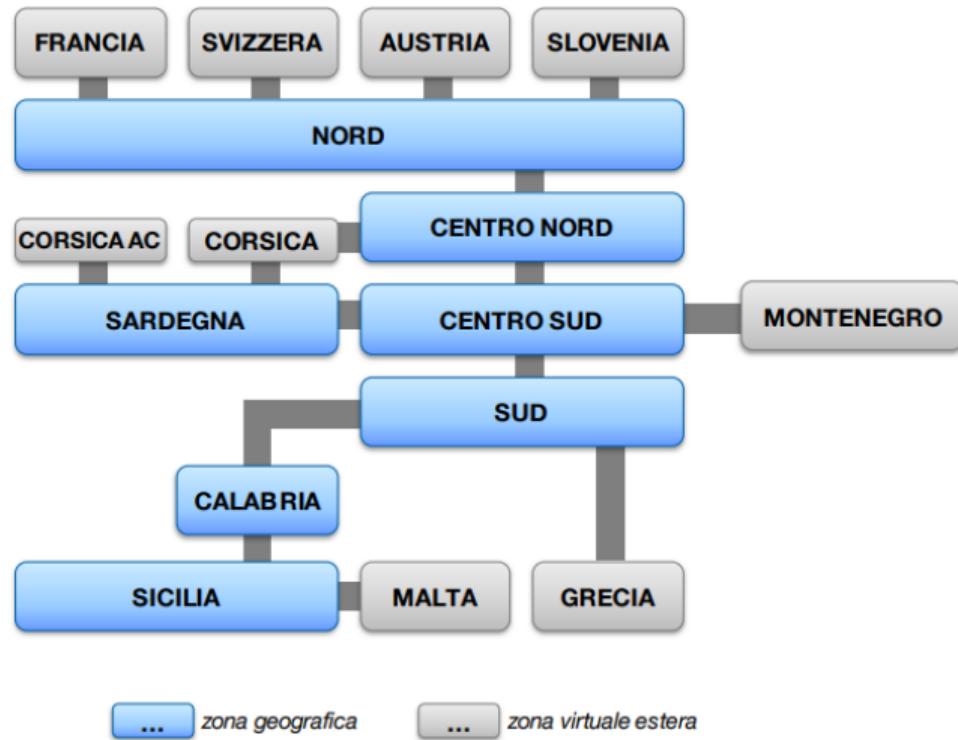 FRANCIA
SVIZZERA
AUSTRIA
SLOVENIA
NORD
CENTRO NORD
CORSICA AC
CORSICA
SARDEGNA
CENTRO SUD
MONTENEGRO
SUD
CALABRIA
SICILIA
MALTA
GRECIA
... zona geografica
... zona virtuale estera